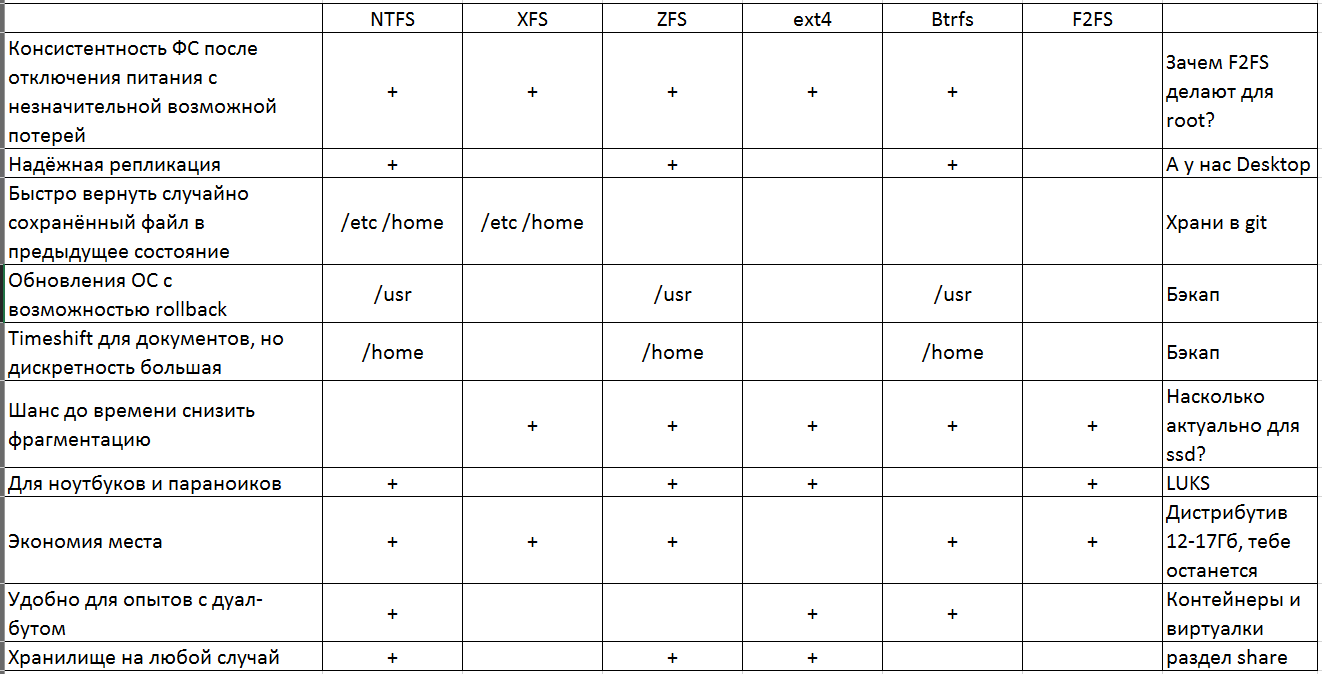 NTFS XFS ZFS ext4 Btrfs F2FS
Консистентность ФС после
отключения питания с
незначительной возможной
потерей
+ + + + +
Зачем F2FS
делают для
root?
Надёжная репликация + + + А у нас Desktop
Быстро вернуть случайно
сохранённый файл в
предыдущее состояние
/etc /home /etc /home
Храни в git
Обновления ОС с
возможностью rollback
/usr /usr /usr
Бэкап
Timeshift для документов, но
дискретность большая
/home /home /home
Бэкап
Шанс до времени снизить
фрагментацию
+ + + + +
Насколько
актуально для
ssd?
Для ноутбуков и параноиков + + + + LUKS
Экономия места + + + + +
Дистрибутив
12-17Гб, тебе
останется
Удобно для опытов с дуал-
бутом
+ + +
Контейнеры и
виртуалки
Хранилище на любой случай + + + раздел share